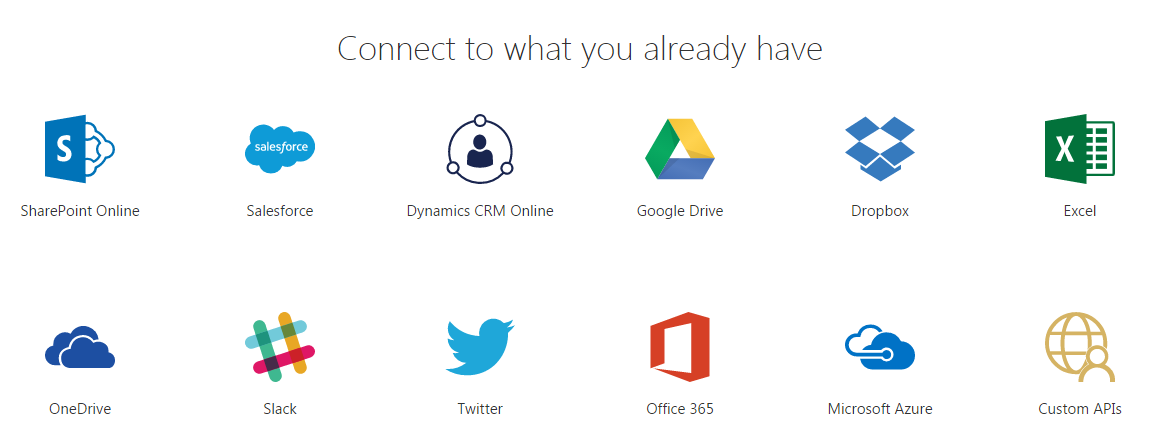 Connect to what you already have
S
salesforce
X
SharePoint Online
Salesforce
Dynamics CRM Online
Google Drive
Dropbox
Excel
OneDrive
Slack
Twitter
Office 365
Microsoft Azure
Custom APIs